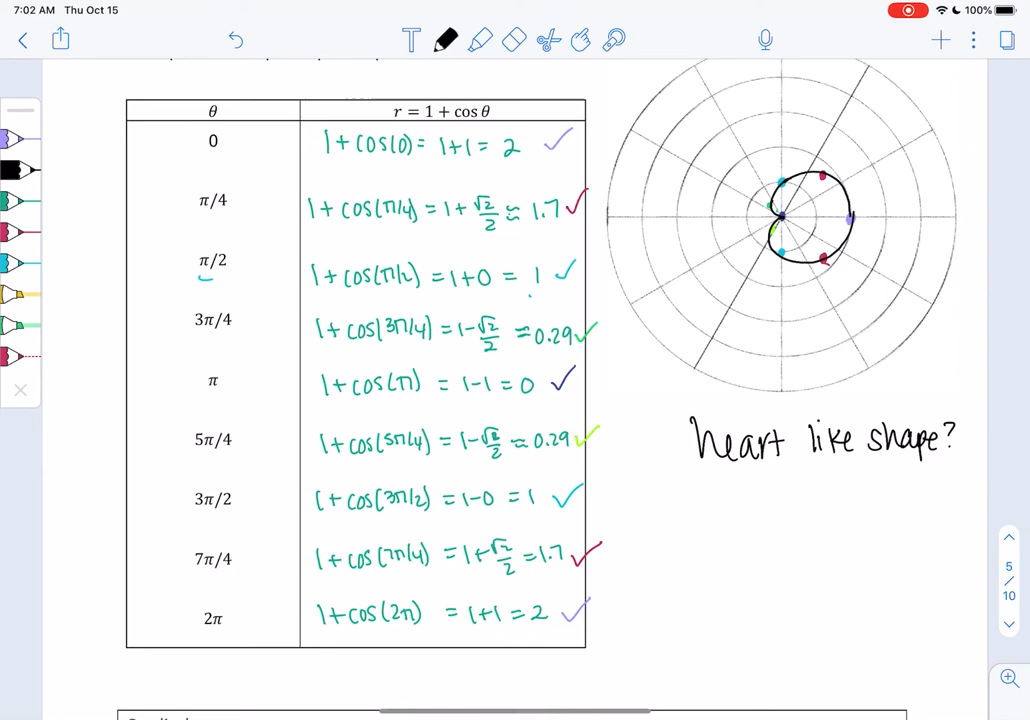 7:02 AM Thu Oct 15
100%
θ
r = 1 + cos θ
0
1+cos(0) = 1+1 = 2
π/4
1+cos(π/4) = 1+√2/2 ≈ 1.7
π/2
1+cos(π/2) = 1+0 = 1
3π/4
1+cos(3π/4) = 1-√2/2 ≈ 0.29
π
1+cos(π) = 1-1 = 0
5π/4
1+cos(5π/4) = 1-√2/2 ≈ 0.29
3π/2
1+cos(3π/2) = 1-0 = 1
7π/4
1+cos(7π/4) = 1+√2/2 = 1.7
2π
1+cos(2π) = 1+1 = 2
heart like shape?
5
/
10